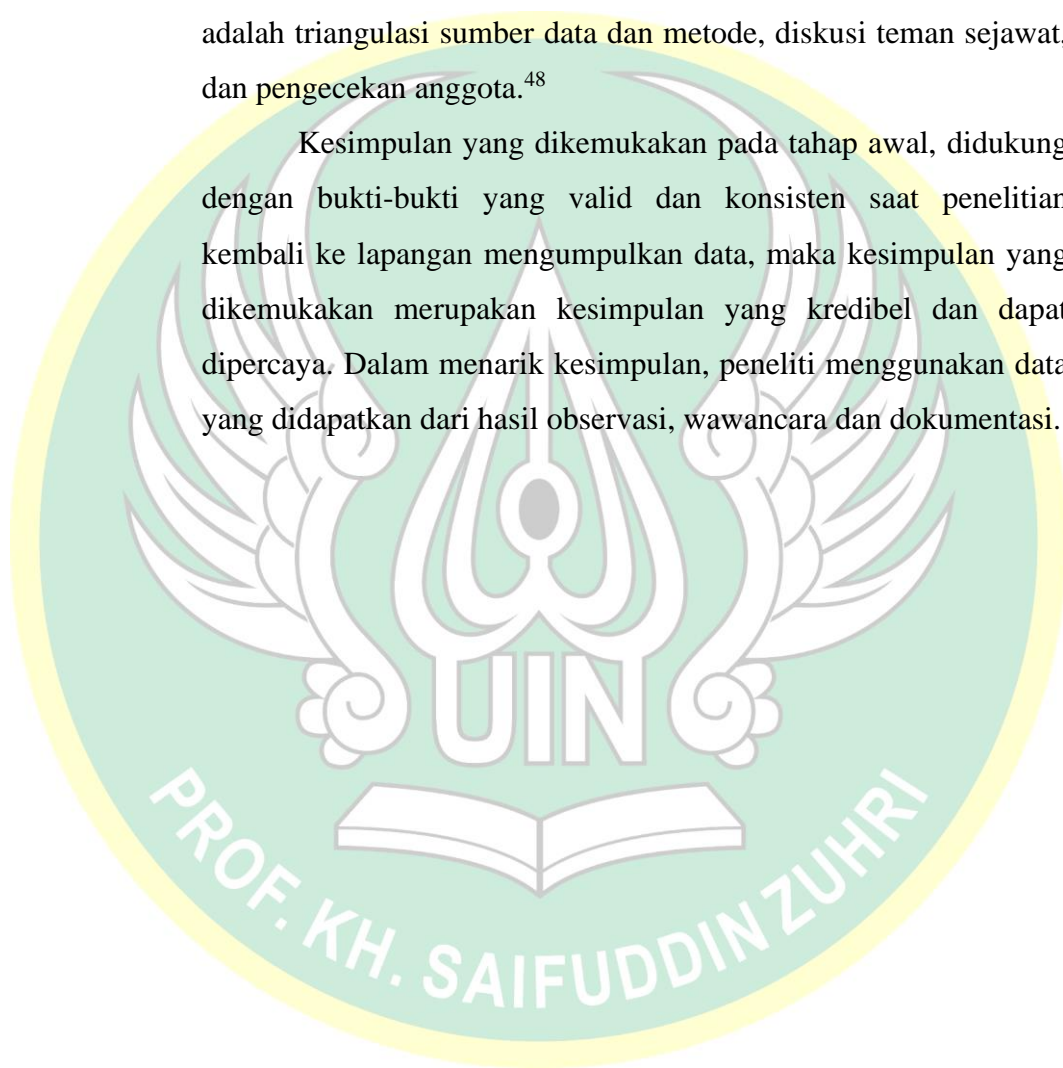 adalah triangulasi sumber data dan metode, diskusi teman sejawat,
dan pengecekan anggota.48
Kesimpulan yang dikemukakan pada tahap awal, didukung
dengan bukti-bukti yang valid dan konsisten saat penelitian
kembali ke lapangan mengumpulkan data, maka kesimpulan yang
dikemukakan merupakan kesimpulan yang kredibel dan dapat
dipercaya. Dalam menarik kesimpulan, peneliti menggunakan data
yang didapatkan dari hasil observasi, wawancara dan dokumentasi.
UIN
PROF. KH. SAIFUDDIN ZUHRI